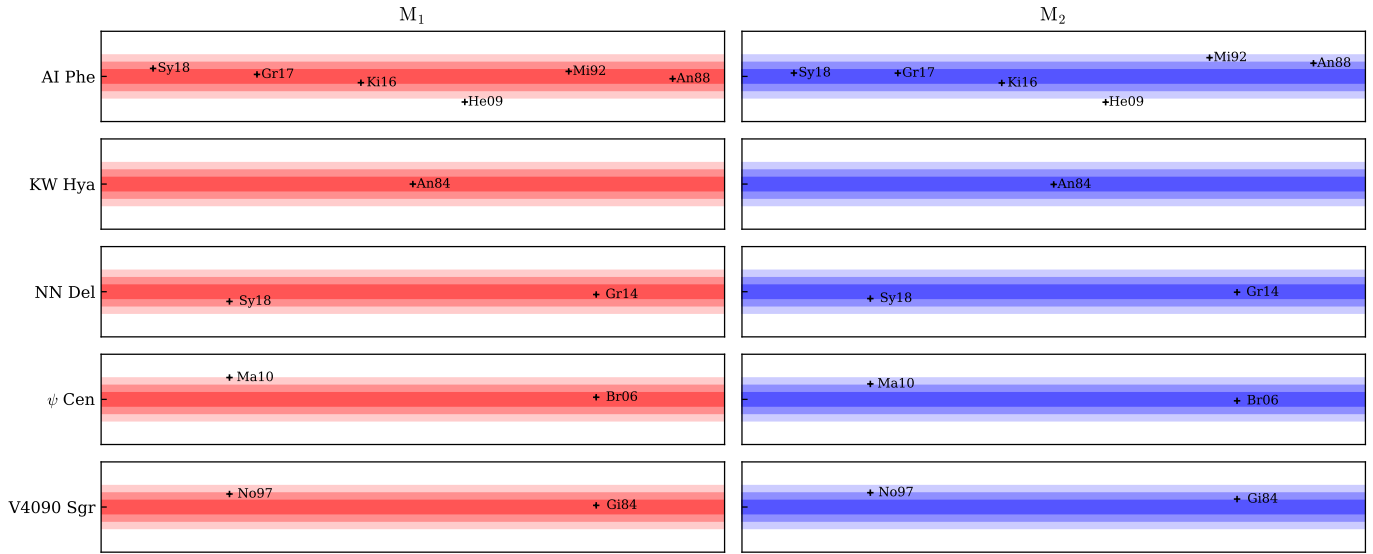 M₁ M₂
AI Phe Sy18 Gr17 Ki16 He09 Mi92 An88 Sy18 Gr17 Ki16 He09 Mi92 An88
KW Hya An84 An84
NN Del Sy18 Gr14 Sy18 Gr14
ψ Cen Ma10 Br06 Ma10 Br06
V4090 Sgr No97 Gi84 No97 Gi84